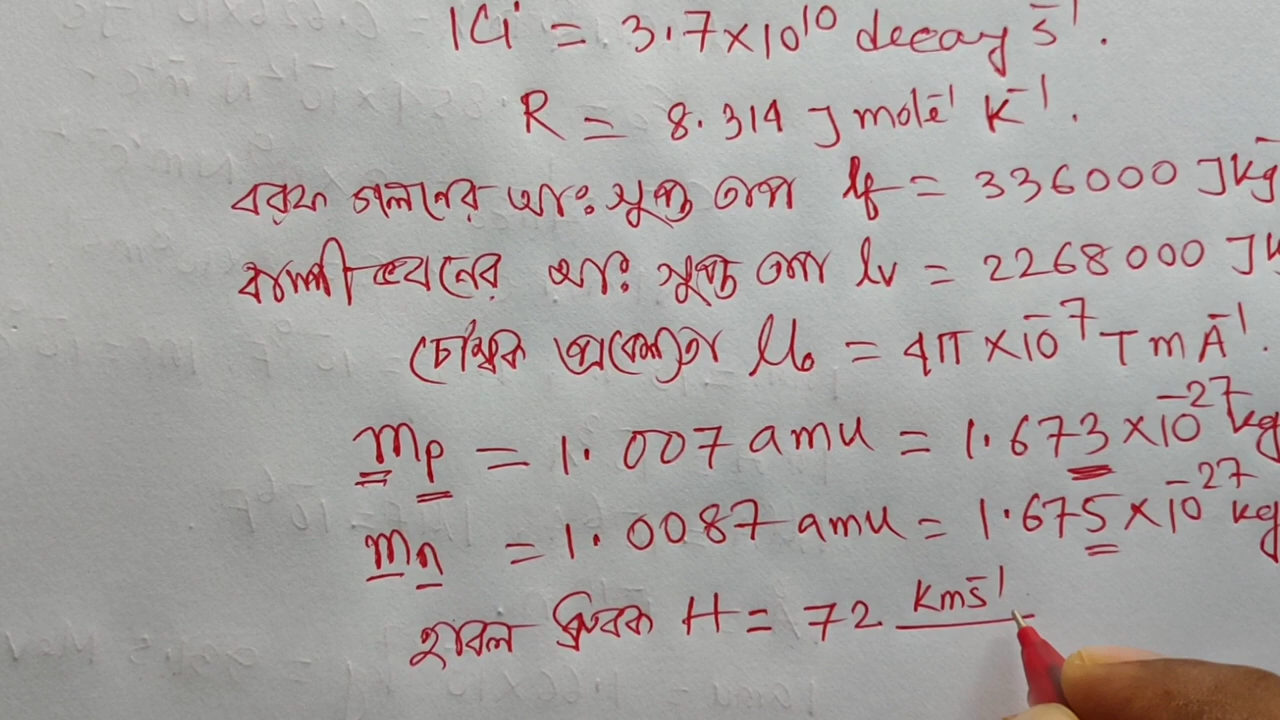 1Ci = 3.7×10¹⁰ decay s⁻¹.
R = 8.314 J mole⁻¹ K⁻¹.
বরফ গলনের আঃ সুপ্ত তাপ lf = 336000 JKg
বাষ্পীভবনের আঃ সুপ্ত তাপ lv = 2268000 JK
চৌম্বক প্রবেশ্যতা μ₀ = 4π×10⁻⁷ T m A⁻¹.
mp = 1.007 amu = 1.673×10⁻²⁷ kg
mn = 1.0087 amu = 1.675×10⁻²⁷ kg
হাবল ধ্রুবক H = 72 Kms⁻¹